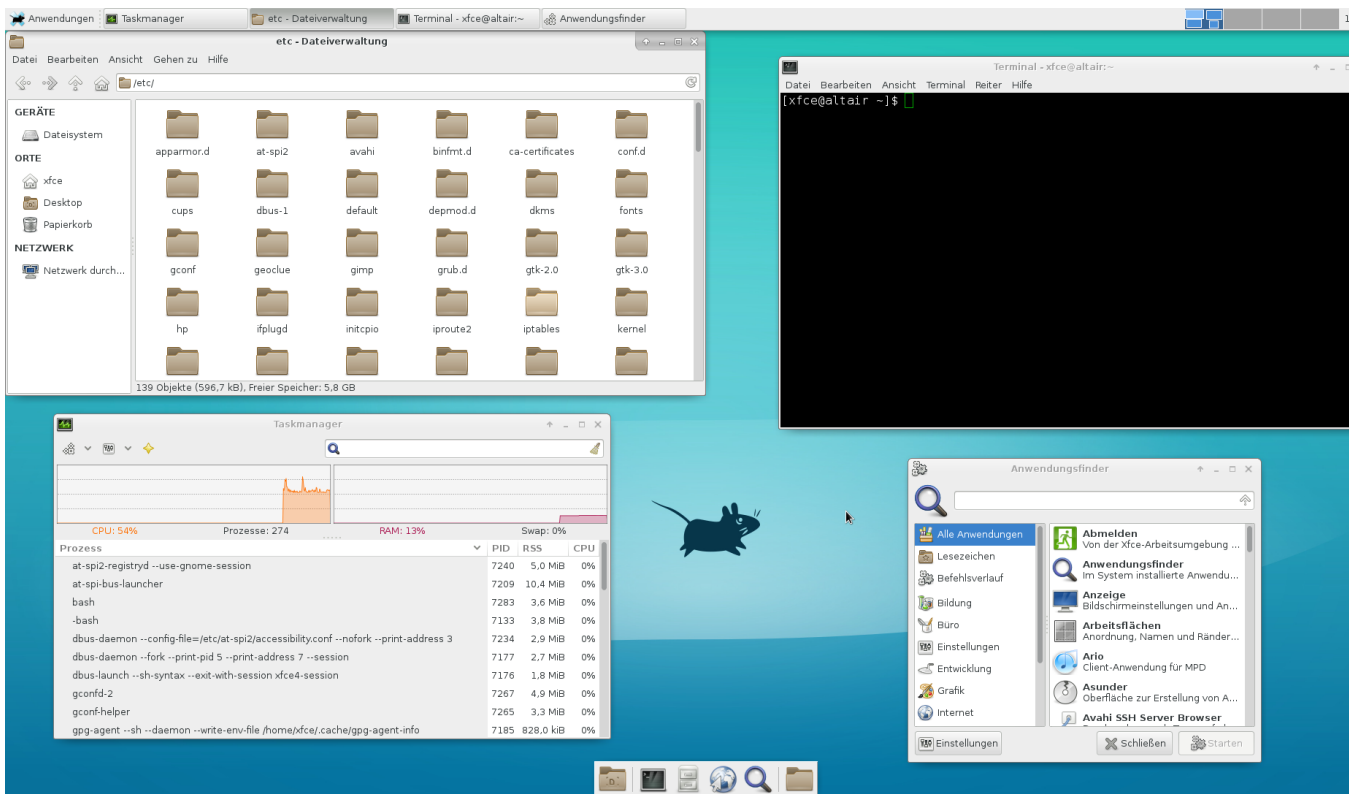 Anwendungen Taskmanager etc - Dateiverwaltung Terminal - xfce@altair:~ Anwendungsfinder
etc - Dateiverwaltung
Datei Bearbeiten Ansicht Gehen zu Hilfe
/etc/
GERÄTE
Dateisystem
ORTE
xfce
Desktop
Papierkorb
NETZWERK
Netzwerk durch...
apparmor.d at-spi2 avahi binfmt.d ca-certificates conf.d
cups dbus-1 default depmod.d dkms fonts
gconf geoclue gimp grub.d gtk-2.0 gtk-3.0
hp ifplugd initcpio iproute2 iptables kernel
139 Objekte (596,7 kB), Freier Speicher: 5,8 GB
Terminal - xfce@altair:~
Datei Bearbeiten Ansicht Terminal Reiter Hilfe
[xfce@altair ~]$
Taskmanager
CPU: 54% Prozesse: 274 RAM: 13% Swap: 0%
Prozess PID RSS CPU
at-spi2-registryd --use-gnome-session 7240 5,0 MiB 0%
at-spi-bus-launcher 7209 10,4 MiB 0%
bash 7283 3,6 MiB 0%
-bash 7133 3,8 MiB 0%
dbus-daemon --config-file=/etc/at-spi2/accessibility.conf --nofork --print-address 3 7234 2,9 MiB 0%
dbus-daemon --fork --print-pid 5 --print-address 7 --session 7177 2,7 MiB 0%
dbus-launch --sh-syntax --exit-with-session xfce4-session 7176 1,8 MiB 0%
gconfd-2 7267 4,9 MiB 0%
gconf-helper 7265 3,3 MiB 0%
gpg-agent --sh --daemon --write-env-file /home/xfce/.cache/gpg-agent-info 7185 828,0 kiB 0%
Anwendungsfinder
Alle Anwendungen
Lesezeichen
Befehlsverlauf
Bildung
Büro
Einstellungen
Entwicklung
Grafik
Internet
Abmelden
Von der Xfce-Arbeitsumgebung ...
Anwendungsfinder
Im System installierte Anwendu...
Anzeige
Bildschirmeinstellungen und An...
Arbeitsflächen
Anordnung, Namen und Ränder...
Ario
Client-Anwendung für MPD
Asunder
Oberfläche zur Erstellung von A...
Avahi SSH Server Browser
Einstellungen Schließen Starten